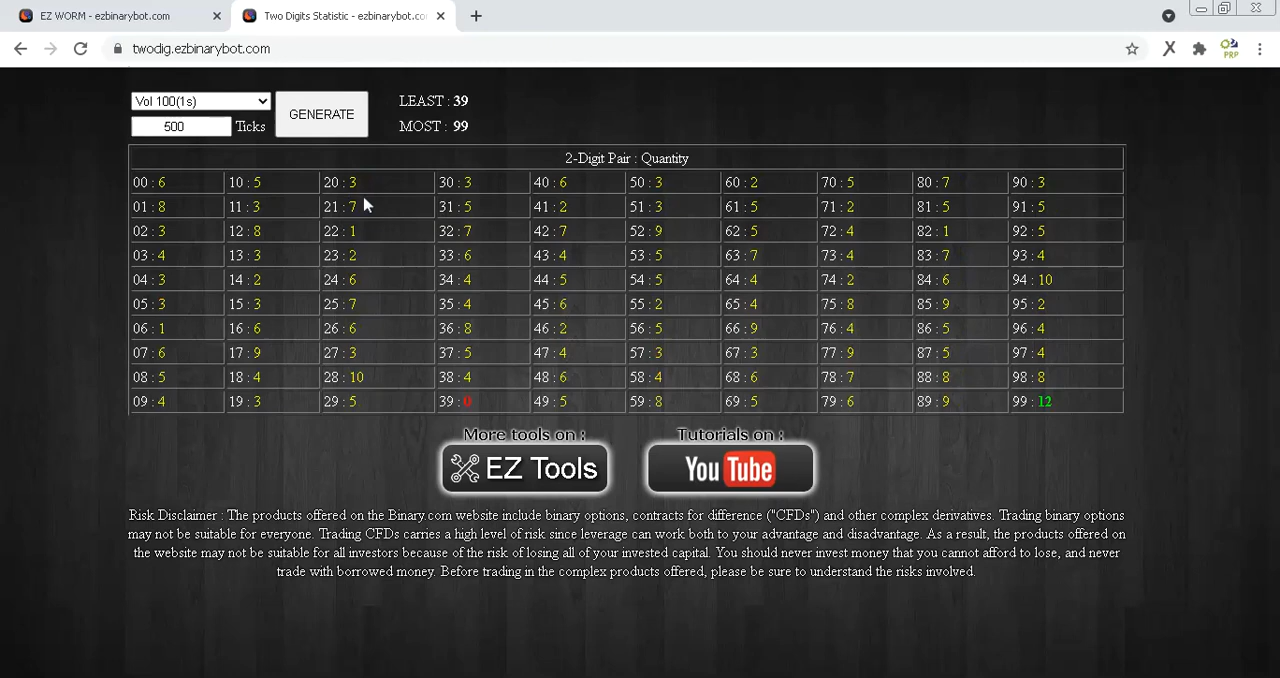 EZ WORM - ezbinarybot.com
Two Digits Statistic - ezbinarybot.co
twodig.ezbinarybot.com
PRP
Vol 100(1s)
GENERATE
LEAST : 39
500 Ticks
MOST : 99
2-Digit Pair : Quantity
00 : 6 10 : 5 20 : 3 30 : 3 40 : 6 50 : 3 60 : 2 70 : 5 80 : 7 90 : 3
01 : 8 11 : 3 21 : 7 31 : 5 41 : 2 51 : 3 61 : 5 71 : 2 81 : 5 91 : 5
02 : 3 12 : 8 22 : 1 32 : 7 42 : 7 52 : 9 62 : 5 72 : 4 82 : 1 92 : 5
03 : 4 13 : 3 23 : 2 33 : 6 43 : 4 53 : 5 63 : 7 73 : 4 83 : 7 93 : 4
04 : 3 14 : 2 24 : 6 34 : 4 44 : 5 54 : 5 64 : 4 74 : 2 84 : 6 94 : 10
05 : 3 15 : 3 25 : 7 35 : 4 45 : 6 55 : 2 65 : 4 75 : 8 85 : 9 95 : 2
06 : 1 16 : 6 26 : 6 36 : 8 46 : 2 56 : 5 66 : 9 76 : 4 86 : 5 96 : 4
07 : 6 17 : 9 27 : 3 37 : 5 47 : 4 57 : 3 67 : 3 77 : 9 87 : 5 97 : 4
08 : 5 18 : 4 28 : 10 38 : 4 48 : 6 58 : 4 68 : 6 78 : 7 88 : 8 98 : 8
09 : 4 19 : 3 29 : 5 39 : 0 49 : 5 59 : 8 69 : 5 79 : 6 89 : 9 99 : 12
More tools on :
EZ Tools
Tutorials on :
YouTube
Risk Disclaimer : The products offered on the Binary.com website include binary options, contracts for difference ("CFDs") and other complex derivatives. Trading binary options
may not be suitable for everyone. Trading CFDs carries a high level of risk since leverage can work both to your advantage and disadvantage. As a result, the products offered on
the website may not be suitable for all investors because of the risk of losing all of your invested capital. You should never invest money that you cannot afford to lose, and never
trade with borrowed money. Before trading in the complex products offered, please be sure to understand the risks involved.